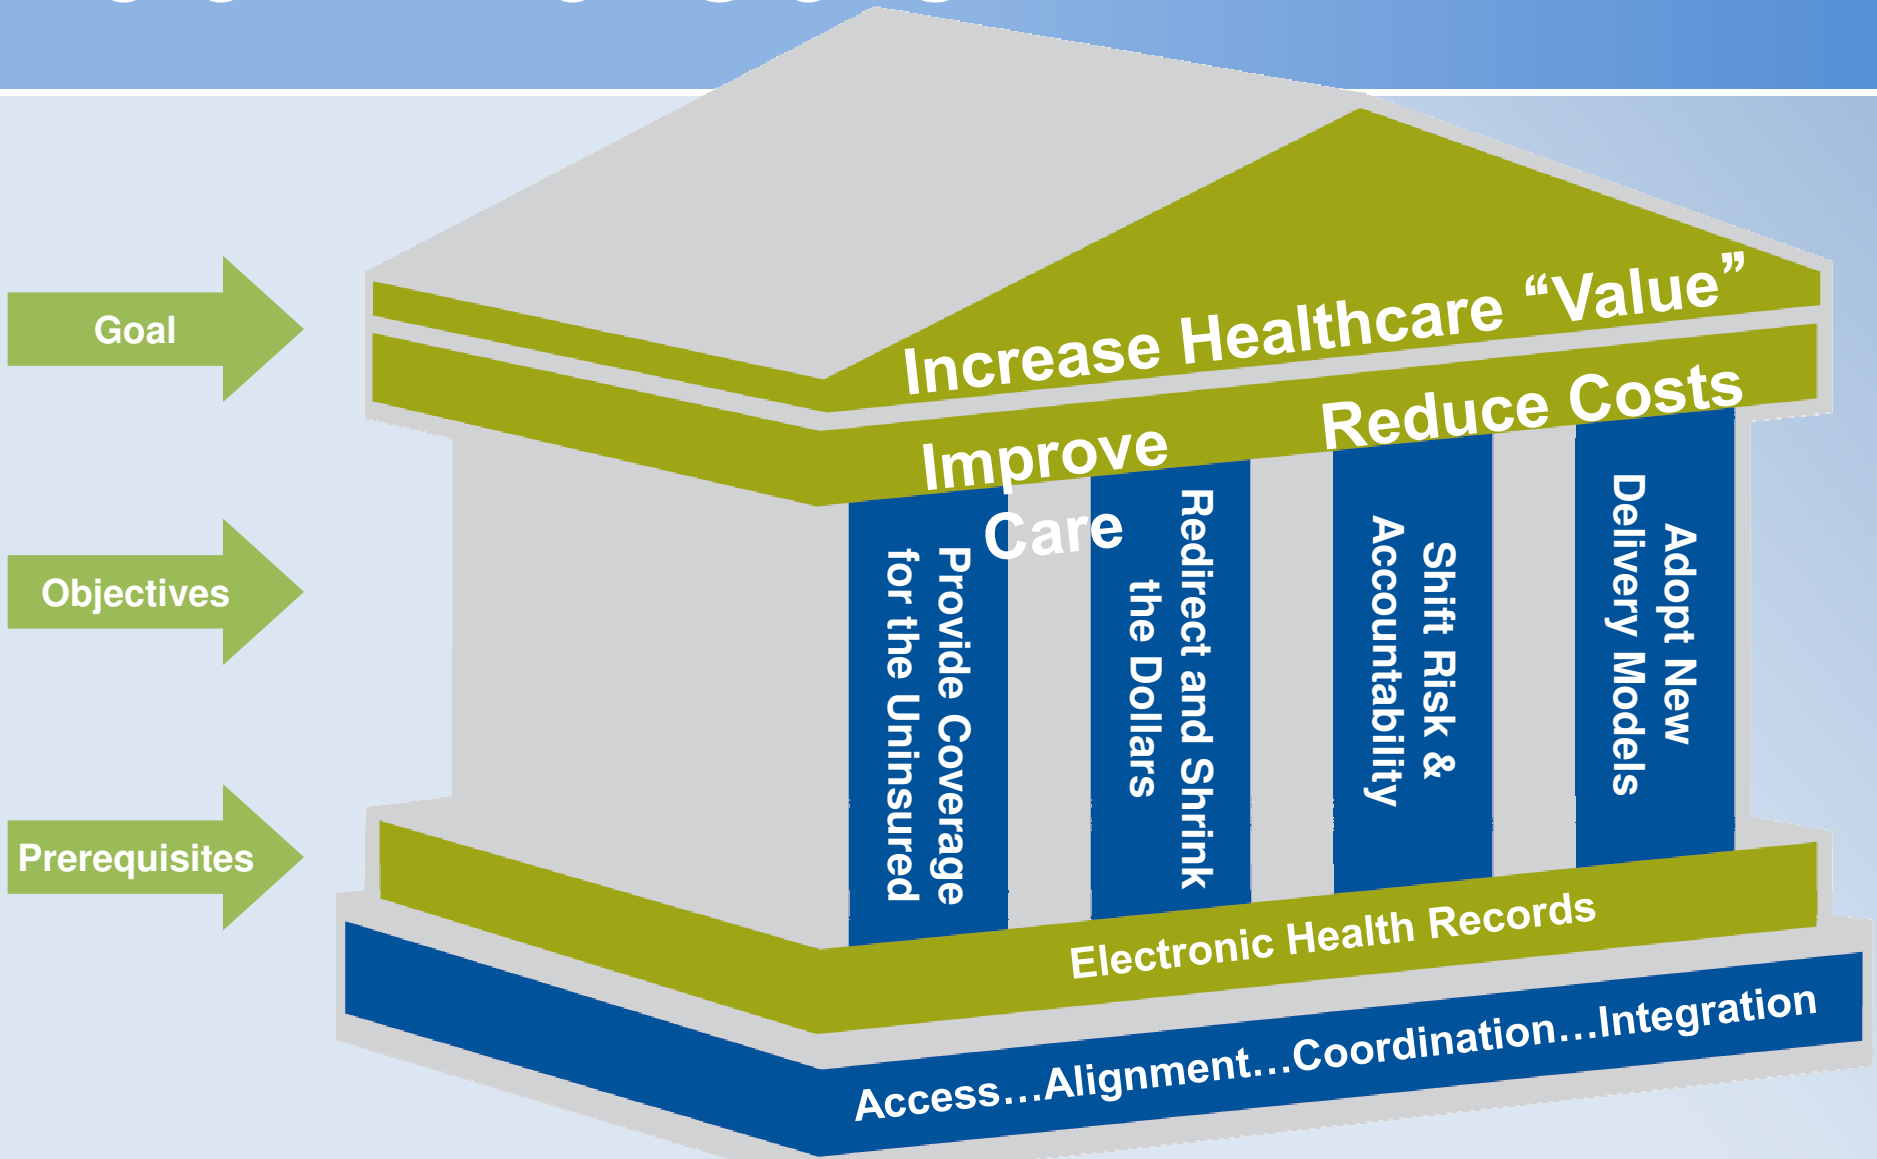 Goal
Increase Healthcare “Value”
Improve
Care
Reduce Costs
Objectives
Provide Coverage
for the Uninsured
Redirect and Shrink
the Dollars
Shift Risk &
Accountability
Adopt New
Delivery Models
Prerequisites
Electronic Health Records
Access…Alignment…Coordination…Integration